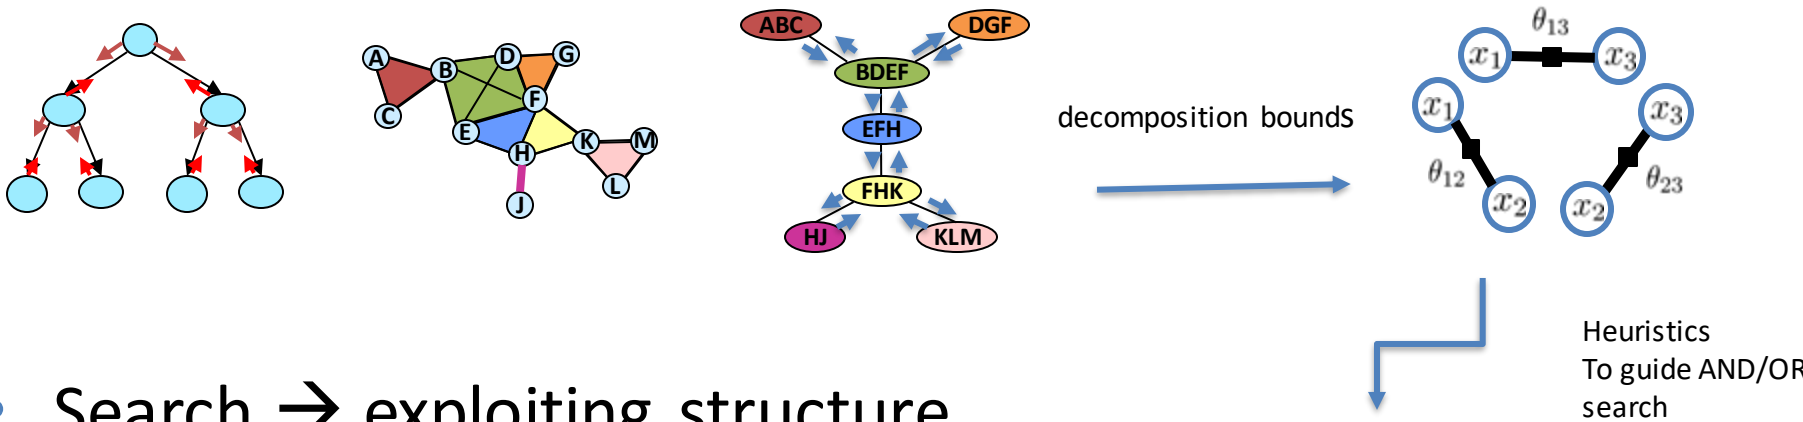 A
B
C
D
G
F
E
H
K
M
L
J
ABC
DGF
BDEF
EFH
FHK
HJ
KLM
decomposition bounds
θ13
x1 x3
x1
θ12
x2
x3
θ23
x2
Heuristics
To guide AND/OR
search
• Search → exploiting structure